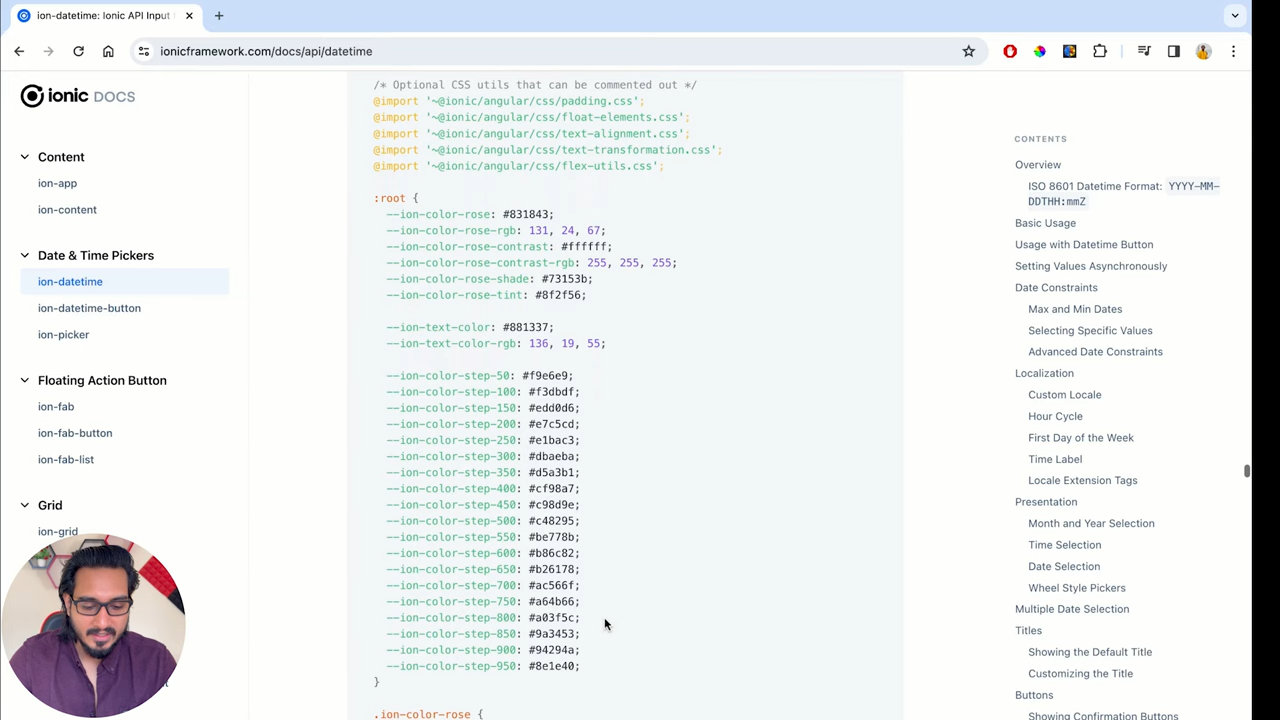 ion-datetime: Ionic API Input
ionicframework.com/docs/api/datetime
ionic DOCS
Content
ion-app
ion-content
Date & Time Pickers
ion-datetime
ion-datetime-button
ion-picker
Floating Action Button
ion-fab
ion-fab-button
ion-fab-list
Grid
ion-grid
/* Optional CSS utils that can be commented out */
@import '~@ionic/angular/css/padding.css';
@import '~@ionic/angular/css/float-elements.css';
@import '~@ionic/angular/css/text-alignment.css';
@import '~@ionic/angular/css/text-transformation.css';
@import '~@ionic/angular/css/flex-utils.css';
:root {
--ion-color-rose: #831843;
--ion-color-rose-rgb: 131, 24, 67;
--ion-color-rose-contrast: #ffffff;
--ion-color-rose-contrast-rgb: 255, 255, 255;
--ion-color-rose-shade: #73153b;
--ion-color-rose-tint: #8f2f56;
--ion-text-color: #881337;
--ion-text-color-rgb: 136, 19, 55;
--ion-color-step-50: #f9e6e9;
--ion-color-step-100: #f3dbdf;
--ion-color-step-150: #edd0d6;
--ion-color-step-200: #e7c5cd;
--ion-color-step-250: #e1bac3;
--ion-color-step-300: #dbaeba;
--ion-color-step-350: #d5a3b1;
--ion-color-step-400: #cf98a7;
--ion-color-step-450: #c98d9e;
--ion-color-step-500: #c48295;
--ion-color-step-550: #be778b;
--ion-color-step-600: #b86c82;
--ion-color-step-650: #b26178;
--ion-color-step-700: #ac566f;
--ion-color-step-750: #a64b66;
--ion-color-step-800: #a03f5c;
--ion-color-step-850: #9a3453;
--ion-color-step-900: #94294a;
--ion-color-step-950: #8e1e40;
}
.ion-color-rose {
CONTENTS
Overview
ISO 8601 Datetime Format: YYYY-MM-
DDTHH:mmZ
Basic Usage
Usage with Datetime Button
Setting Values Asynchronously
Date Constraints
Max and Min Dates
Selecting Specific Values
Advanced Date Constraints
Localization
Custom Locale
Hour Cycle
First Day of the Week
Time Label
Locale Extension Tags
Presentation
Month and Year Selection
Time Selection
Date Selection
Wheel Style Pickers
Multiple Date Selection
Titles
Showing the Default Title
Customizing the Title
Buttons
Showing Confirmation Buttons